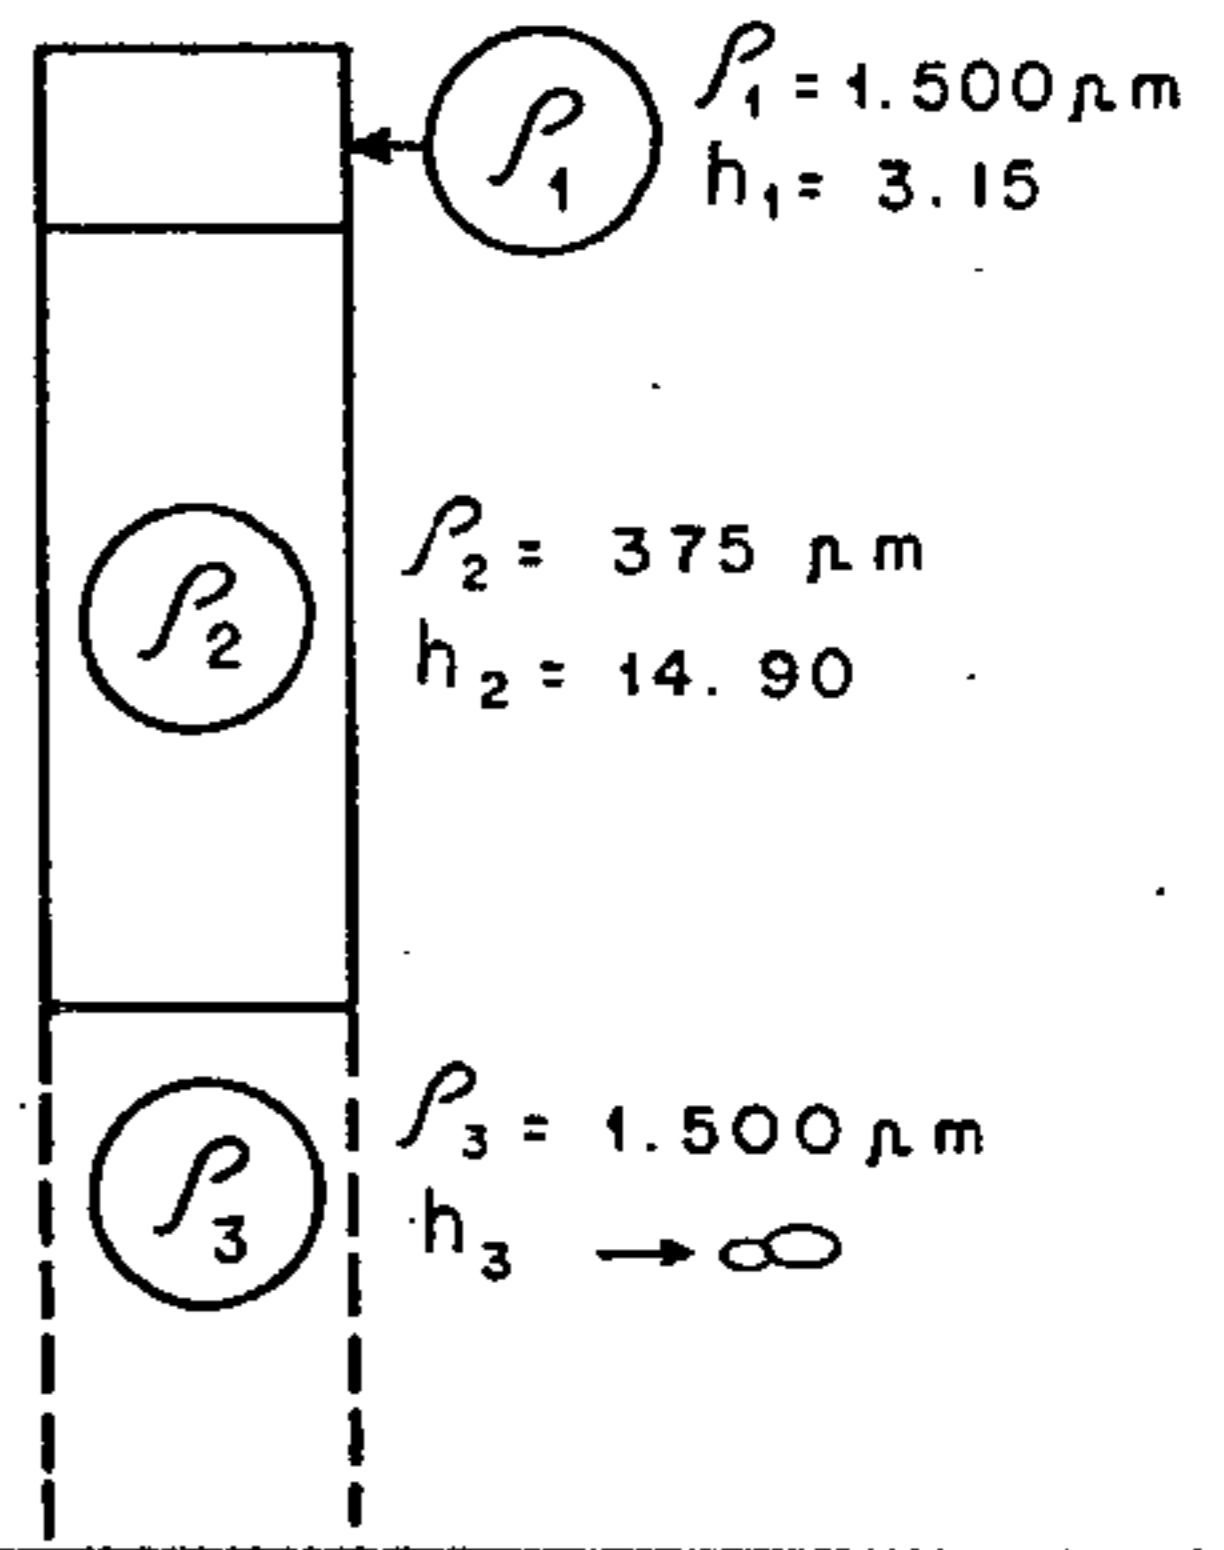 ρ₁
ρ₁ = 1.500 Ωm
h₁ = 3.15
ρ₂
ρ₂ = 375 Ωm
h₂ = 14.90
ρ₃
ρ₃ = 1.500 Ωm
h₃ → ∞